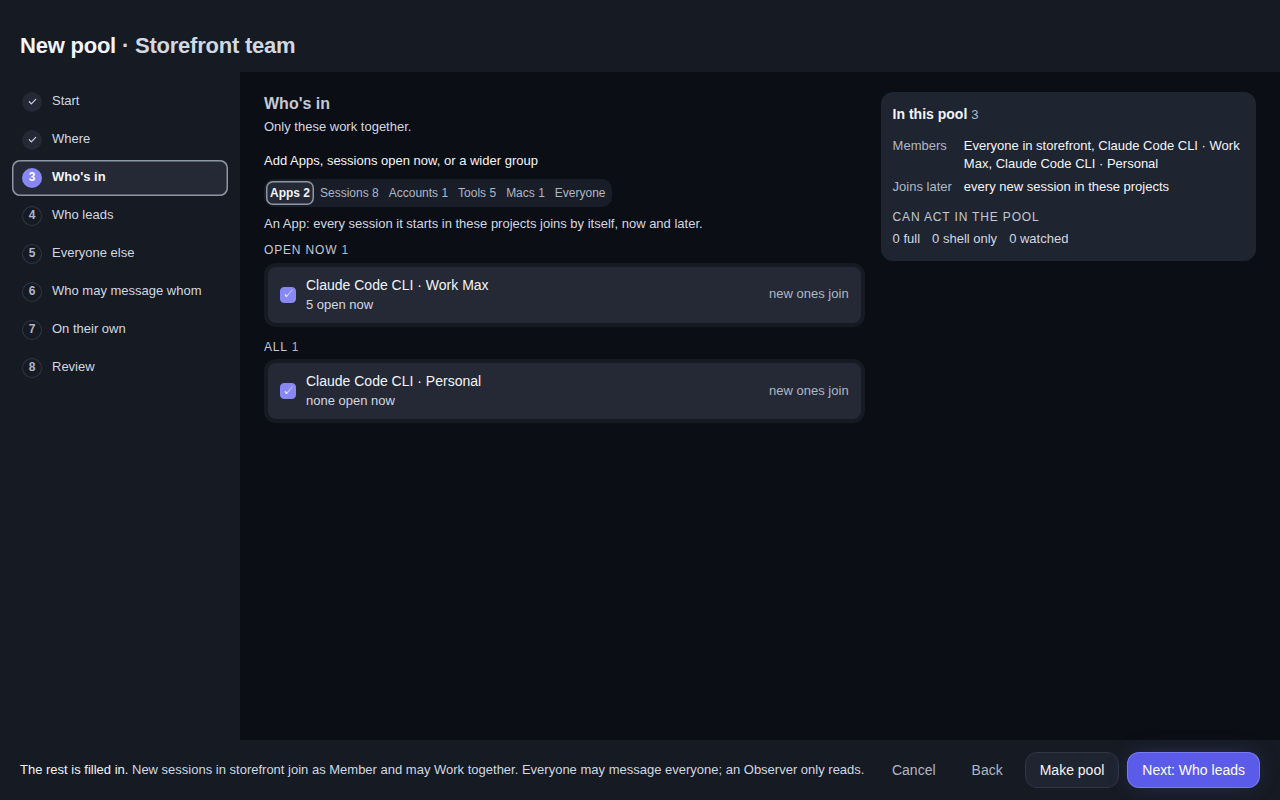 New pool · Storefront team
Start
Where
3 Who's in
4 Who leads
5 Everyone else
6 Who may message whom
7 On their own
8 Review
Who's in
Only these work together.
Add Apps, sessions open now, or a wider group
Apps 2 Sessions 8 Accounts 1 Tools 5 Macs 1 Everyone
An App: every session it starts in these projects joins by itself, now and later.
OPEN NOW 1
Claude Code CLI · Work Max
5 open now
new ones join
ALL 1
Claude Code CLI · Personal
none open now
new ones join
In this pool 3
Members Everyone in storefront, Claude Code CLI · Work
Max, Claude Code CLI · Personal
Joins later every new session in these projects
CAN ACT IN THE POOL
0 full 0 shell only 0 watched
The rest is filled in. New sessions in storefront join as Member and may Work together. Everyone may message everyone; an Observer only reads.
Cancel Back Make pool Next: Who leads